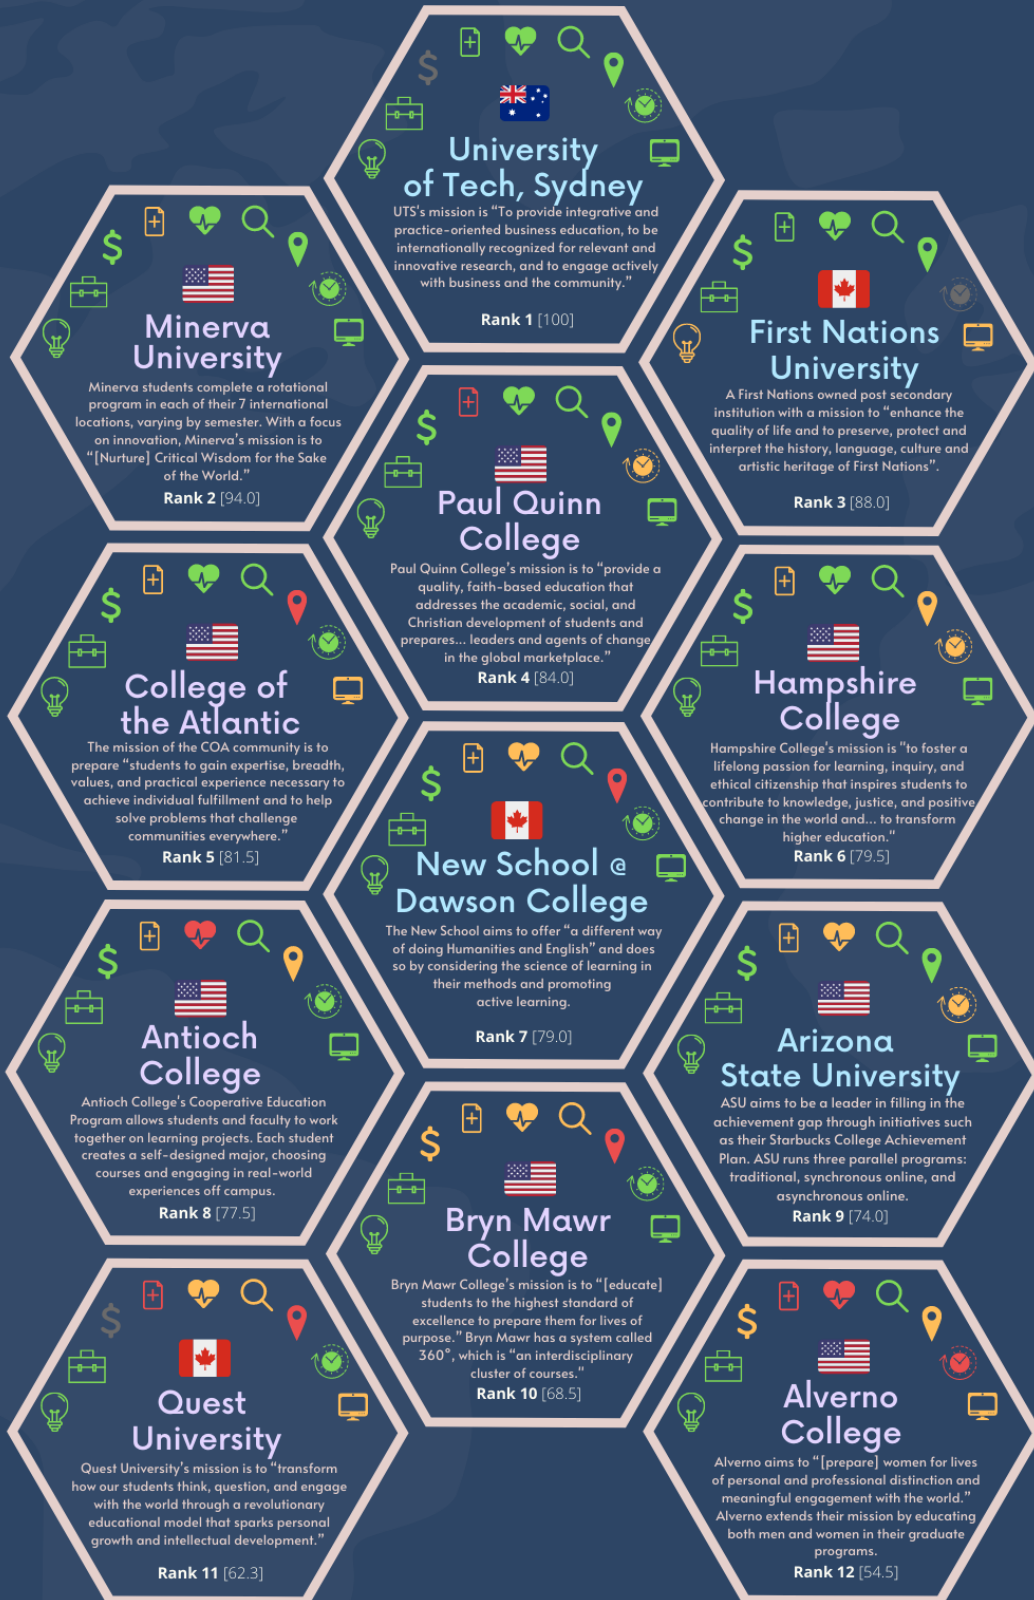 University
of Tech, Sydney
UTS's mission is “To provide integrative and
practice-oriented business education, to be
internationally recognized for relevant and
innovative research, and to engage actively
with business and the community.”
Rank 1 [100]
Minerva
University
Minerva students complete a rotational
program in each of their 7 international
locations, varying by semester. With a focus
on innovation, Minerva's mission is to
“[Nurture] Critical Wisdom for the Sake
of the World.”
Rank 2 [94.0]
First Nations
University
A First Nations owned post secondary
institution with a mission to “enhance the
quality of life and to preserve, protect and
interpret the history, language, culture and
artistic heritage of First Nations”.
Rank 3 [88.0]
Paul Quinn
College
Paul Quinn College's mission is to “provide a
quality, faith-based education that
addresses the academic, social, and
Christian development of students and
prepares... leaders and agents of change
in the global marketplace.”
Rank 4 [84.0]
College of
the Atlantic
The mission of the COA community is to
prepare “students to gain expertise, breadth,
values, and practical experience necessary to
achieve individual fulfillment and to help
solve problems that challenge
communities everywhere.”
Rank 5 [81.5]
Hampshire
College
Hampshire College's mission is "to foster a
lifelong passion for learning, inquiry, and
ethical citizenship that inspires students to
contribute to knowledge, justice, and positive
change in the world and... to transform
higher education."
Rank 6 [79.5]
New School @
Dawson College
The New School aims to offer “a different way
of doing Humanities and English” and does
so by considering the science of learning in
their methods and promoting
active learning.
Rank 7 [79.0]
Antioch
College
Antioch College's Cooperative Education
Program allows students and faculty to work
together on learning projects. Each student
creates a self-designed major, choosing
courses and engaging in real-world
experiences off campus.
Rank 8 [77.5]
Arizona
State University
ASU aims to be a leader in filling in the
achievement gap through initiatives such
as their Starbucks College Achievement
Plan. ASU runs three parallel programs:
traditional, synchronous online, and
asynchronous online.
Rank 9 [74.0]
Bryn Mawr
College
Bryn Mawr College's mission is to “[educate]
students to the highest standard of
excellence to prepare them for lives of
purpose.” Bryn Mawr has a system called
360°, which is “an interdisciplinary
cluster of courses.”
Rank 10 [68.5]
Quest
University
Quest University's mission is to “transform
how our students think, question, and engage
with the world through a revolutionary
educational model that sparks personal
growth and intellectual development.”
Rank 11 [62.3]
Alverno
College
Alverno aims to “[prepare] women for lives
of personal and professional distinction and
meaningful engagement with the world.”
Alverno extends their mission by educating
both men and women in their graduate
programs.
Rank 12 [54.5]